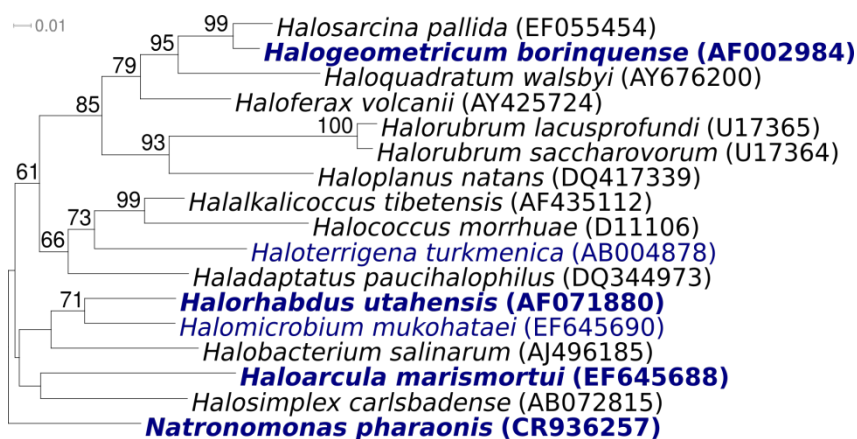 0.01
99 Halosarcina pallida (EF055454)
95 Halogeometricum borinquense (AF002984)
79 Haloquadratum walsbyi (AY676200)
85 Haloferax volcanii (AY425724)
100 Halorubrum lacusprofundi (U17365)
93 Halorubrum saccharovorum (U17364)
61 Haloplanus natans (DQ417339)
99 Halalkalicoccus tibetensis (AF435112)
73 Halococcus morrhuae (D11106)
66 Haloterrigena turkmenica (AB004878)
Haladaptatus paucihalophilus (DQ344973)
71 Halorhabdus utahensis (AF071880)
Halomicrobium mukohataei (EF645690)
Halobacterium salinarum (AJ496185)
Haloarcula marismortui (EF645688)
Halosimplex carlsbadense (AB072815)
Natronomonas pharaonis (CR936257)